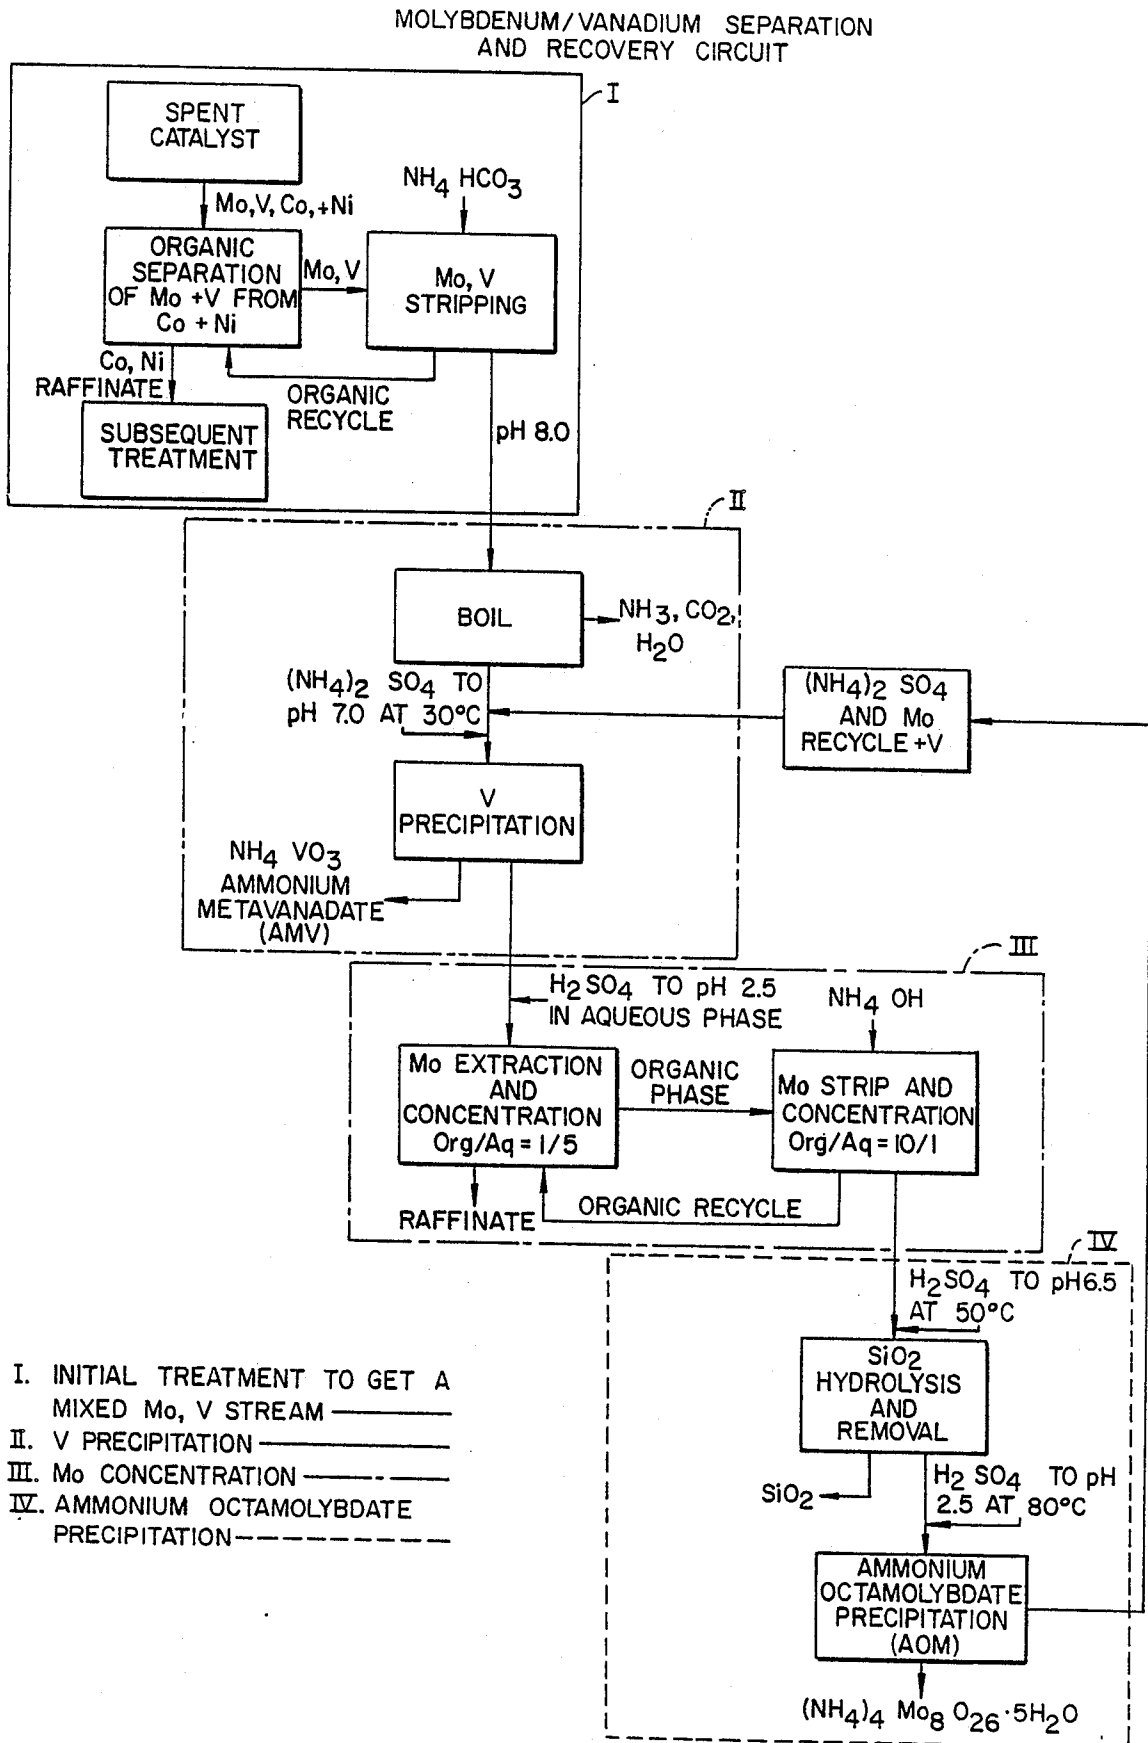 MOLYBDENUM/VANADIUM SEPARATION
AND RECOVERY CIRCUIT
I
SPENT
CATALYST
Mo,V, Co,+Ni
NH4 HCO3
ORGANIC
SEPARATION
OF Mo +V FROM
Co + Ni
Mo, V
Mo, V
STRIPPING
Co, Ni
RAFFINATE
ORGANIC
RECYCLE
SUBSEQUENT
TREATMENT
pH 8.0
II
BOIL
NH3, CO2,
H2O
(NH4)2 SO4 TO
pH 7.0 AT 30°C
(NH4)2 SO4
AND Mo
RECYCLE +V
V
PRECIPITATION
NH4 VO3
AMMONIUM
METAVANADATE
(AMV)
III
H2SO4 TO pH 2.5
IN AQUEOUS PHASE
NH4 OH
Mo EXTRACTION
AND
CONCENTRATION
Org/Aq = 1/5
ORGANIC
PHASE
Mo STRIP AND
CONCENTRATION
Org/Aq = 10/1
RAFFINATE
ORGANIC RECYCLE
IV
H2SO4 TO pH6.5
AT 50°C
SiO2
HYDROLYSIS
AND
REMOVAL
SiO2
H2 SO4 TO pH
2.5 AT 80°C
AMMONIUM
OCTAMOLYBDATE
PRECIPITATION
(AOM)
(NH4)4 Mo8 O26·5H2O
I. INITIAL TREATMENT TO GET A
MIXED Mo, V STREAM
II. V PRECIPITATION
III. Mo CONCENTRATION
IV. AMMONIUM OCTAMOLYBDATE
PRECIPITATION